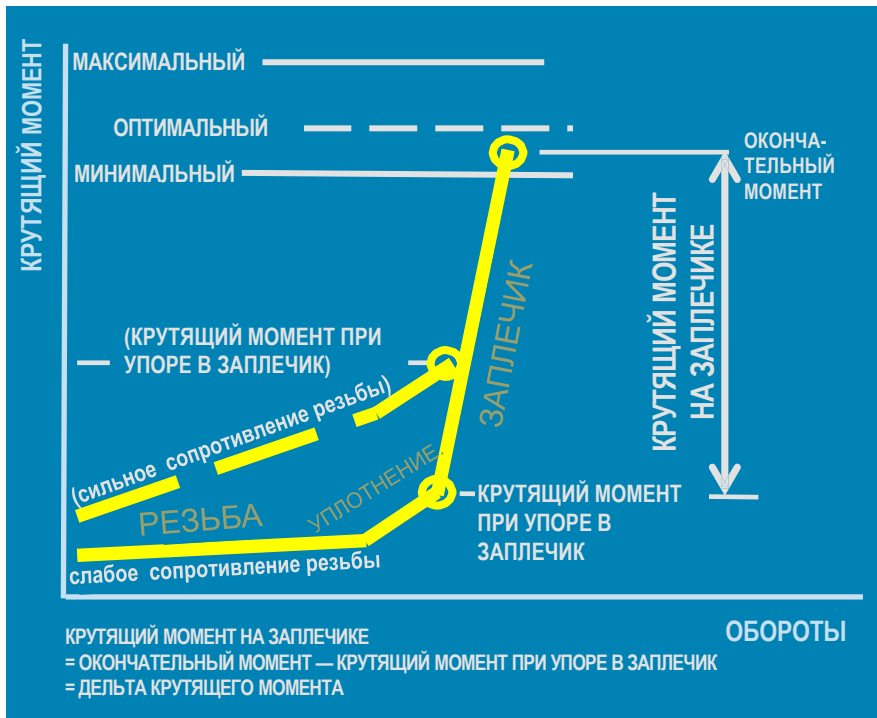 КРУТЯЩИЙ МОМЕНТ
МАКСИМАЛЬНЫЙ
ОПТИМАЛЬНЫЙ
МИНИМАЛЬНЫЙ
ОКОНЧА-
ТЕЛЬНЫЙ
МОМЕНТ
КРУТЯЩИЙ МОМЕНТ
НА ЗАПЛЕЧИКЕ
ЗАПЛЕЧИК
(КРУТЯЩИЙ МОМЕНТ ПРИ
УПОРЕ В ЗАПЛЕЧИК)
(сильное сопротивление резьбы)
РЕЗЬБА
УПЛОТНЕНИЕ
КРУТЯЩИЙ МОМЕНТ
ПРИ УПОРЕ В
ЗАПЛЕЧИК
слабое сопротивление резьбы
ОБОРОТЫ
КРУТЯЩИЙ МОМЕНТ НА ЗАПЛЕЧИКЕ
= ОКОНЧАТЕЛЬНЫЙ МОМЕНТ — КРУТЯЩИЙ МОМЕНТ ПРИ УПОРЕ В ЗАПЛЕЧИК
= ДЕЛЬТА КРУТЯЩЕГО МОМЕНТА